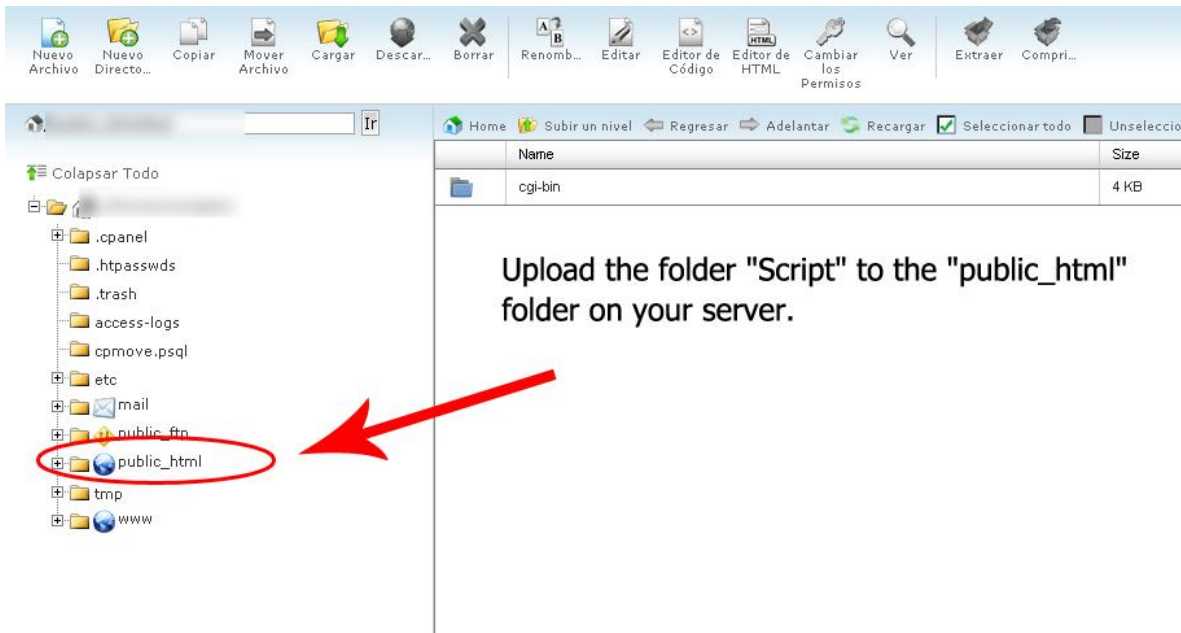 Nuevo Archivo
Nuevo Directo...
Copiar
Mover Archivo
Cargar
Descar...
Borrar
Renomb...
Editar
Editor de Código
Editor de HTML
Cambiar los Permisos
Ver
Extraer
Compri...
Ir
Home Subir un nivel Regresar Adelantar Recargar Seleccionar todo Unseleccio
Name Size
cgi-bin 4 KB
Colapsar Todo
.cpanel
.htpasswds
.trash
access-logs
cpmove.psql
etc
mail
public_ftp
public_html
tmp
www
Upload the folder "Script" to the "public_html"
folder on your server.